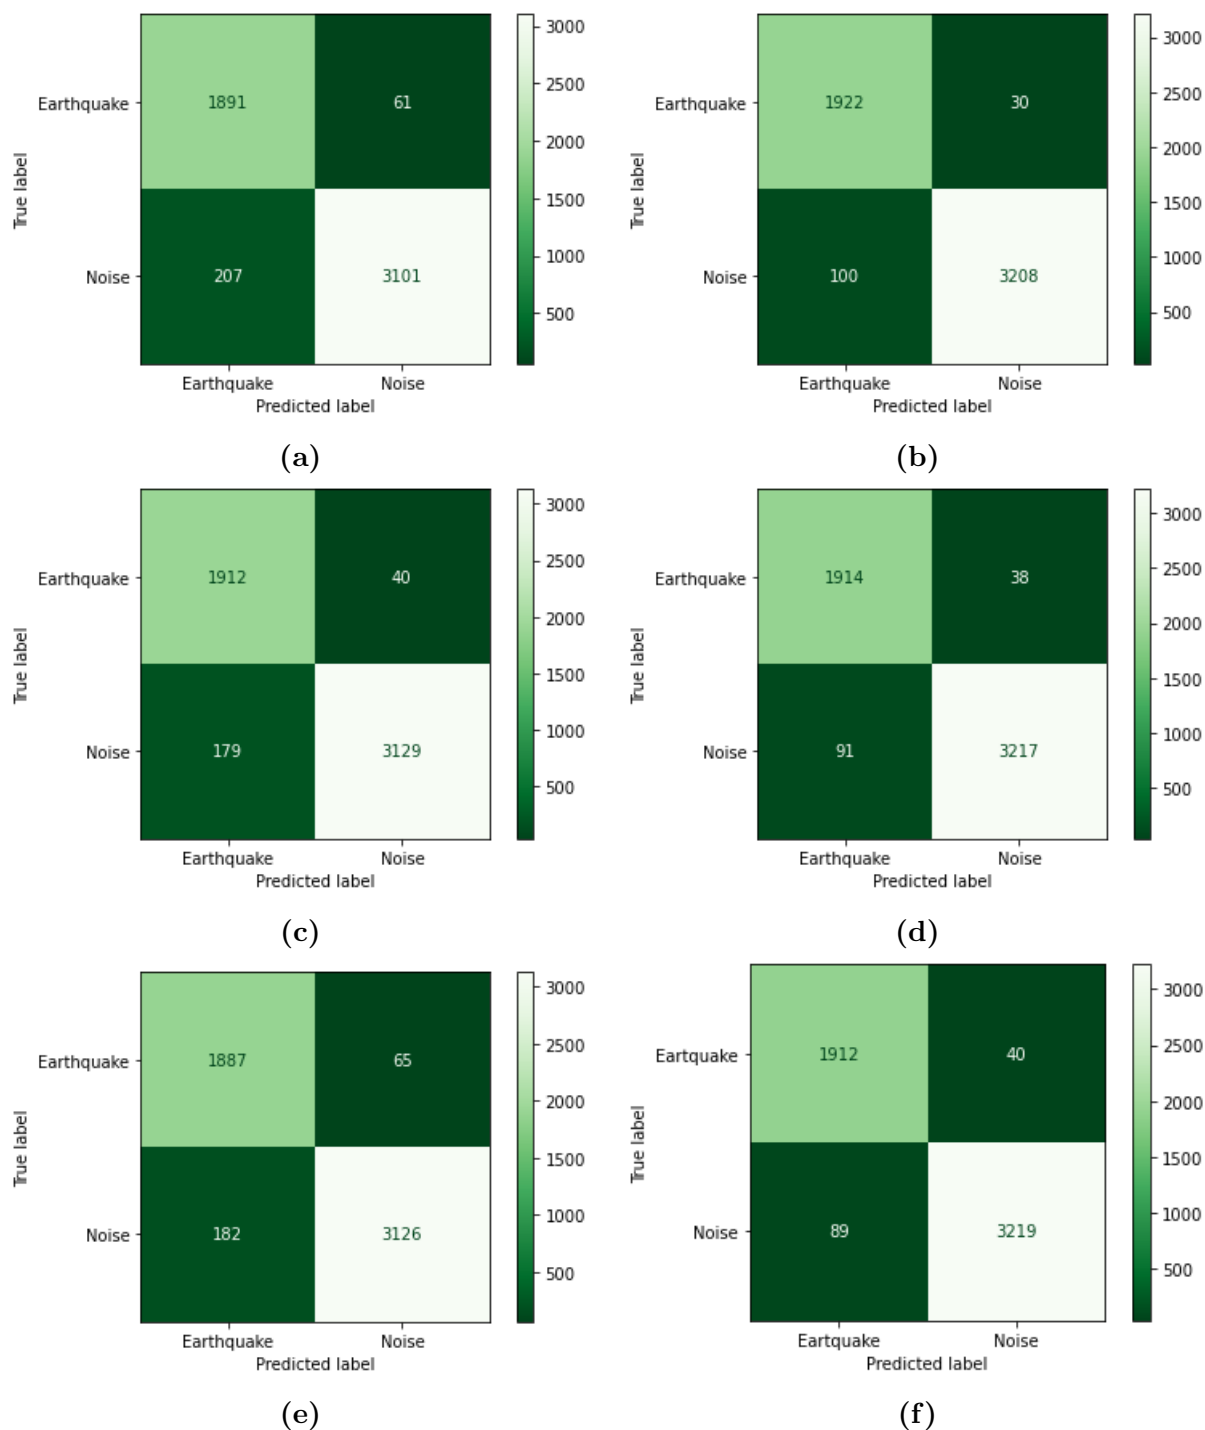 3000
2500
2000
1500
1000
500
Earthquake
1891
61
True label
Noise
207
3101
Earthquake
Noise
Predicted label
(a)
3000
2500
2000
1500
1000
500
Earthquake
1922
30
True label
Noise
100
3208
Earthquake
Noise
Predicted label
(b)
3000
2500
2000
1500
1000
500
Earthquake
1912
40
True label
Noise
179
3129
Earthquake
Noise
Predicted label
(c)
3000
2500
2000
1500
1000
500
Earthquake
1914
38
True label
Noise
91
3217
Earthquake
Noise
Predicted label
(d)
3000
2500
2000
1500
1000
500
Earthquake
1887
65
True label
Noise
182
3126
Earthquake
Noise
Predicted label
(e)
3000
2500
2000
1500
1000
500
Eartquake
1912
40
True label
Noise
89
3219
Eartquake
Noise
Predicted label
(f)